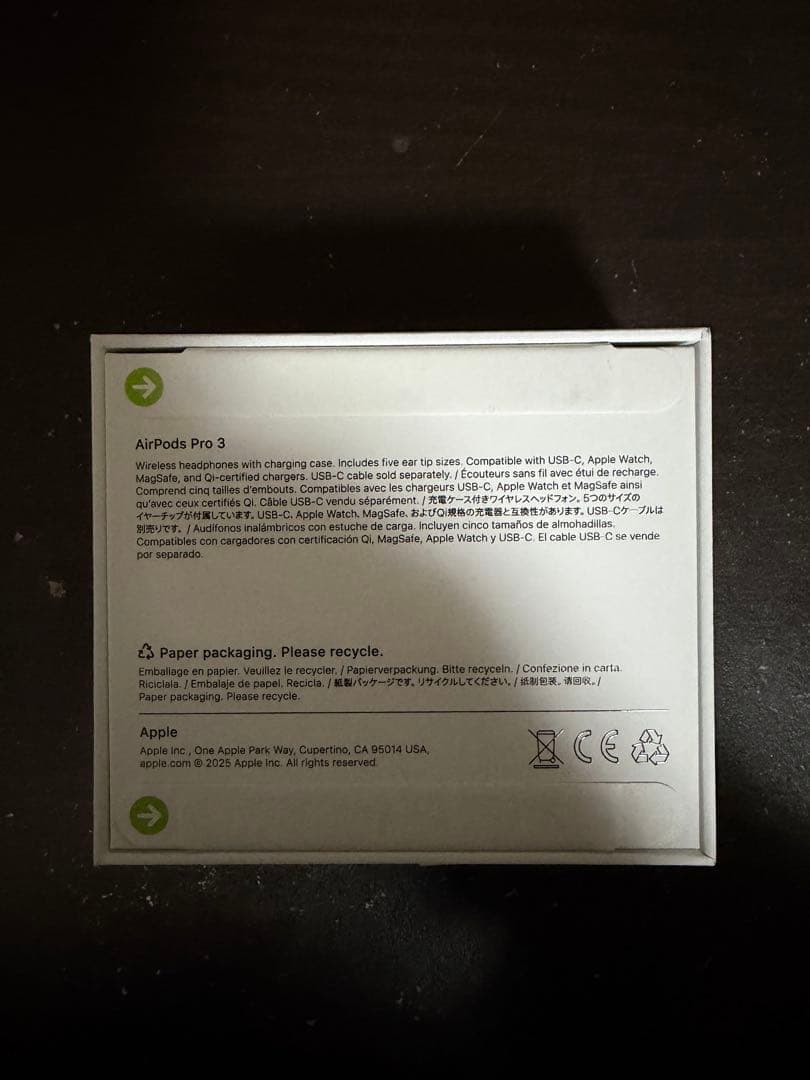 AirPods Pro 3
Wireless headphones with charging case. Includes five ear tip sizes. Compatible with USB-C, Apple Watch,
MagSafe, and Qi-certified chargers. USB-C cable sold separately. / Écouteurs sans fil avec étui de recharge.
Comprend cinq tailles d'embouts. Compatibles avec les chargeurs USB-C, Apple Watch et MagSafe ainsi
qu'avec ceux certifiés Qi. Câble USB-C vendu séparément. / 充電ケース付きワイヤレスヘッドフォン。5つのサイズの
イヤーチップが付属しています。USB-C、Apple Watch、MagSafe、およびQi規格の充電器と互換性があります。USB-Cケーブルは
別売りです。 / Audífonos inalámbricos con estuche de carga. Incluyen cinco tamaños de almohadillas.
Compatibles con cargadores con certificación Qi, MagSafe, Apple Watch y USB-C. El cable USB-C se vende
por separado.
Paper packaging. Please recycle.
Emballage en papier. Veuillez le recycler. / Papierverpackung. Bitte recyceln. / Confezione in carta.
Riciclala. / Embalaje de papel. Recicla. / 紙製パッケージです。リサイクルしてください。 / 纸制包装。请回收。 /
Paper packaging. Please recycle.
Apple
Apple Inc., One Apple Park Way, Cupertino, CA 95014 USA,
apple.com © 2025 Apple Inc. All rights reserved.
CE